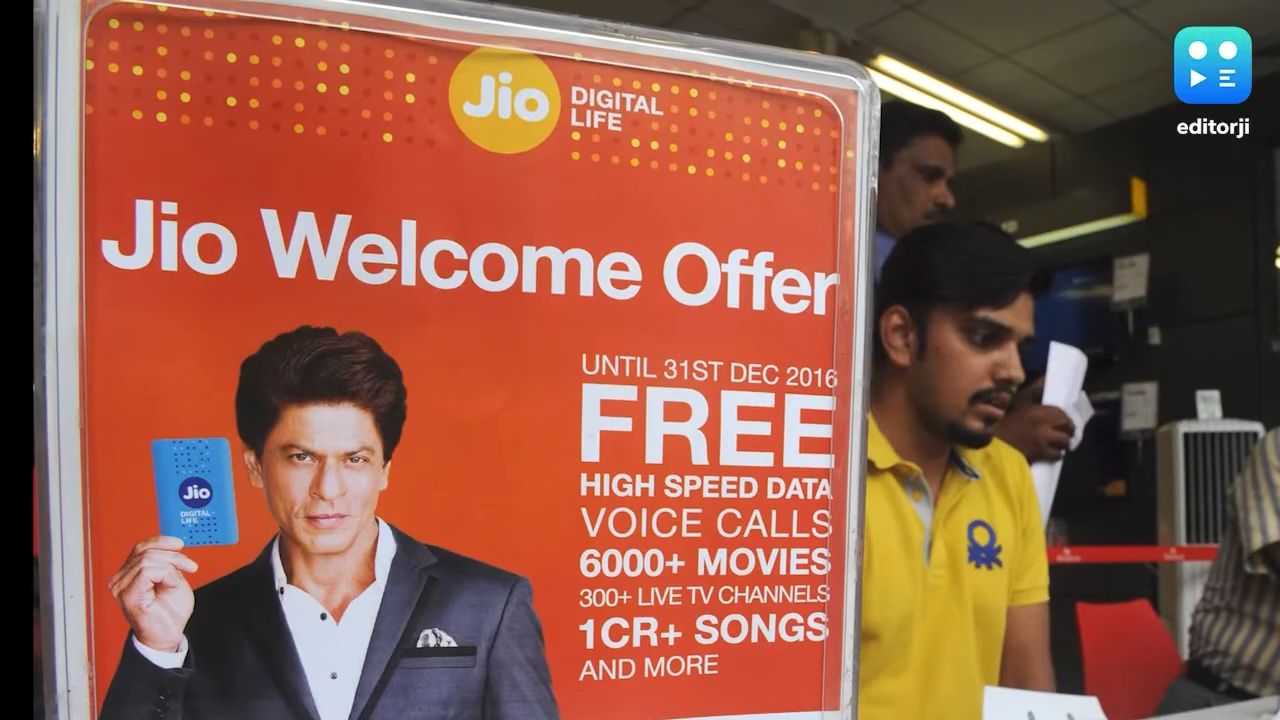 Jio
DIGITAL
LIFE
Jio Welcome Offer
UNTIL 31ST DEC 2016
FREE
HIGH SPEED DATA
VOICE CALLS
6000+ MOVIES
300+ LIVE TV CHANNELS
1CR+ SONGS
AND MORE
Jio
DIGITAL
LIFE
editorji